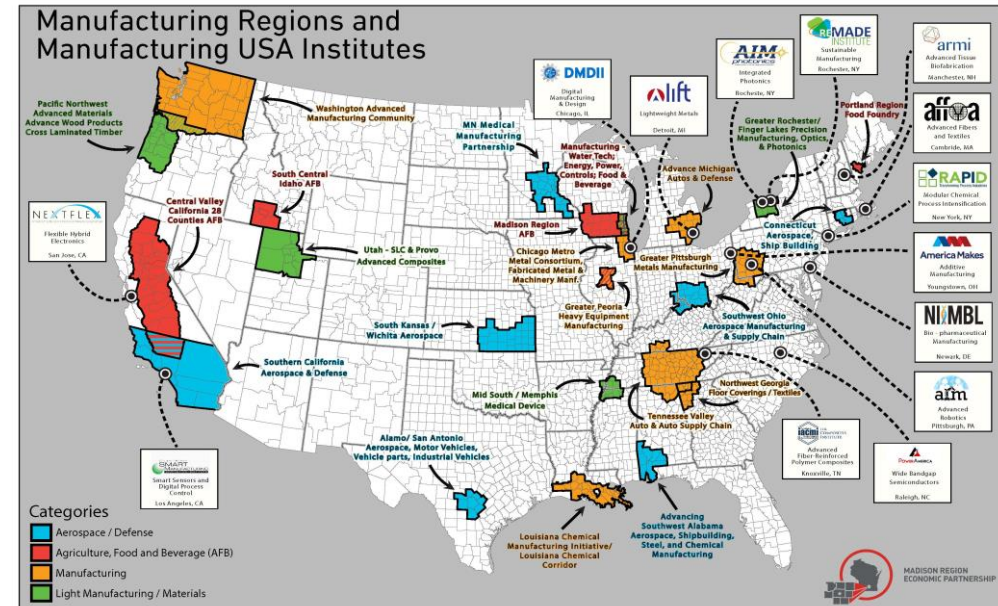 Manufacturing Regions and
Manufacturing USA Institutes
Pacific Northwest
Advanced Materials
Advance Wood Products
Cross Laminated Timber
Washington Advanced
Manufacturing Community
South Central
Idaho AFB
Central Valley
California 28
Counties AFB
Utah - SLC & Provo
Advanced Composites
NEXTFLEX
Flexible Hybrid
Electronics
San Jose, CA
Southern California
Aerospace & Defense
SMART MANUFACTURING
Smart Sensors and
Digital Process
Control
Los Angeles, CA
MN Medical
Manufacturing
Partnership
DMDII
Digital
Manufacturing
& Design
Chicago, IL
lift
Lightweight Metals
Detroit, MI
AIM
photonics
Integrated
Photonics
Rocheste, NY
REMADE
INSTITUTE
Sustainable
Manufacturing
Rochester, NY
armi
Advanced Tissue
Biofabrication
Manchester, NH
Manufacturing -
Water Tech;
Energy, Power,
Controls; Food &
Beverage
Madison Region
AFB
Advance Michigan
Autos & Defense
Greater Rochester/
Finger Lakes Precision
Manufacturing, Optics,
& Photonics
Portland Region
Food Foundry
affoa
Advanced Fibers
and Textiles
Cambride, MA
RAPID
Modular Chemical
Process Intensification
New York, NY
Connecticut
Aerospace,
Ship Building
Chicago Metro
Metal Consortium,
Fabricated Metal &
Machinery Manf.
Greater Pittsburgh
Metals Manufacturing
America Makes
Additive
Manufacturing
Youngstown, OH
Greater Peoria
Heavy Equipment
Manufacturing
Southwest Ohio
Aerospace Manufacturing
& Supply Chain
NIIMBL
Bio - pharmaceutical
Manufacturing
Newark, DE
South Kansas /
Wichita Aerospace
Mid South / Memphis
Medical Device
Northwest Georgia
Floor Coverings / Textiles
Tennessee Valley
Auto & Auto Supply Chain
Advanced
Robotics
Pittsburgh, PA
iacmi
Advanced
Fiber Reinforced
Polymer Composites
Knoxville, TN
PowerAmerica
Wide Bandgap
Semiconductors
Raleigh, NC
Alamo/ San Antonio
Aerospace, Motor Vehicles,
Vehicle parts, Industrial Vehicles
Louisiana Chemical
Manufacturing Initiative/
Louisiana Chemical
Corridor
Advancing
Southwest Alabama
Aerospace, Shipbuilding,
Steel, and Chemical
Manufacturing
Categories
Aerospace / Defense
Agriculture, Food and Beverage (AFB)
Manufacturing
Light Manufacturing / Materials
MADISON REGION
ECONOMIC PARTNERSHIP